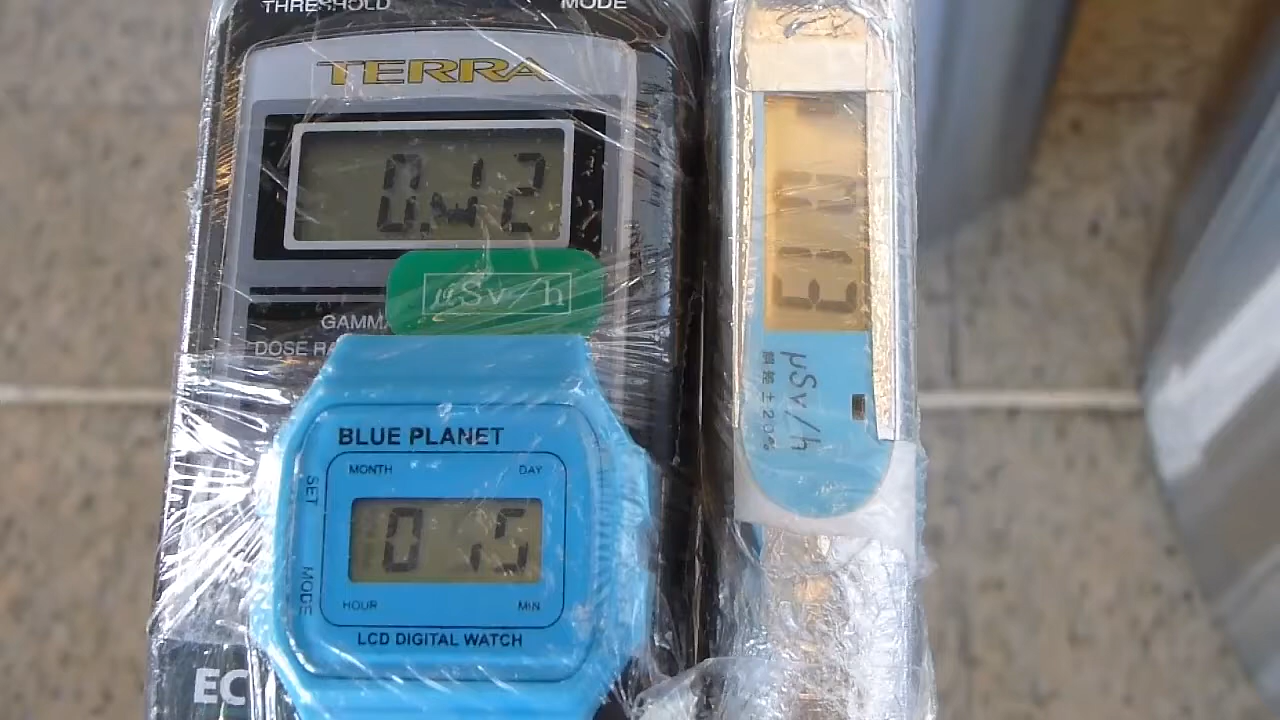 THRESHOLD
MODE
TERRA
0.12
µSv/h
GAMMA
DOSE RA
BLUE PLANET
MONTH
DAY
SET
0 15
MODE
HOUR
MIN
LCD DIGITAL WATCH
EC
µSv/h